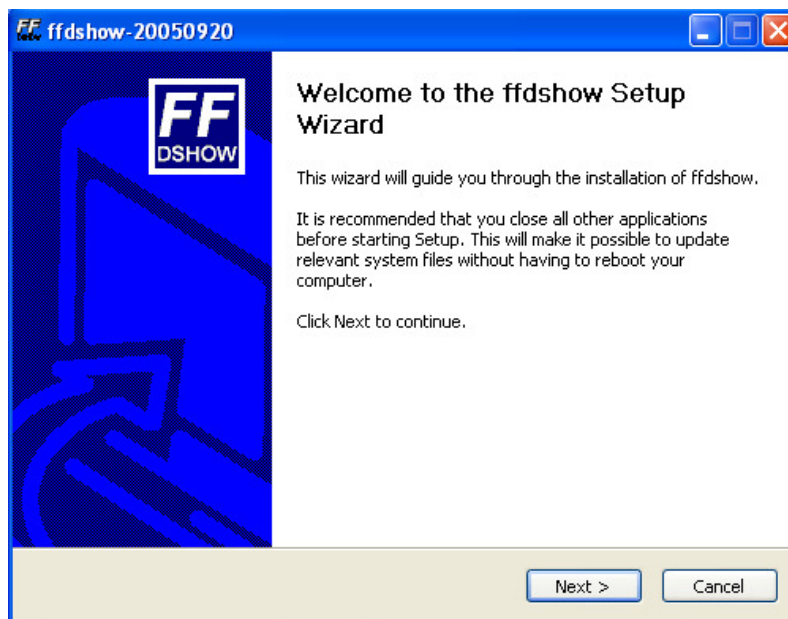 ffdshow-20050920
FF
DSHOW
Welcome to the ffdshow Setup
Wizard
This wizard will guide you through the installation of ffdshow.
It is recommended that you close all other applications
before starting Setup. This will make it possible to update
relevant system files without having to reboot your
computer.
Click Next to continue.
Next >
Cancel